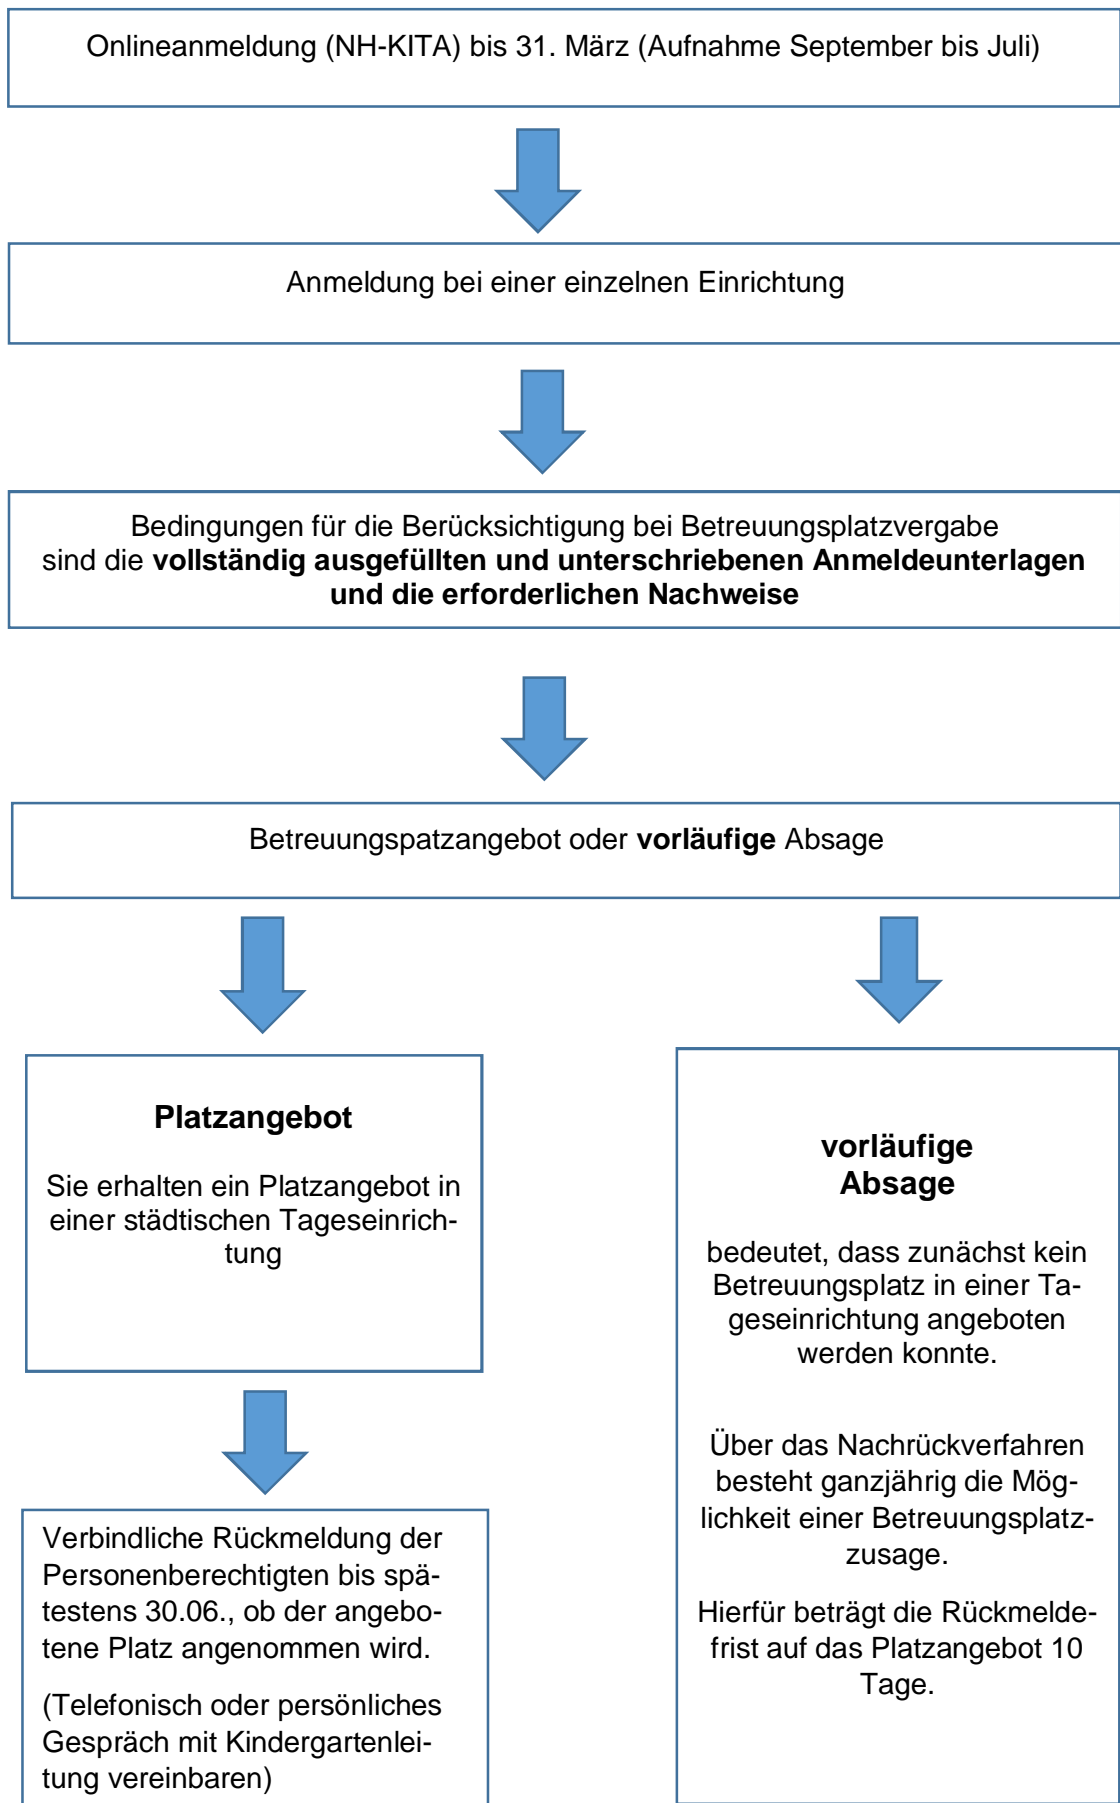 Onlineanmeldung (NH-KITA) bis 31. März (Aufnahme September bis Juli)
Anmeldung bei einer einzelnen Einrichtung
Bedingungen für die Berücksichtigung bei Betreuungsplatzvergabe
sind die vollständig ausgefüllten und unterschriebenen Anmeldeunterlagen
und die erforderlichen Nachweise
Betreuungspatzangebot oder vorläufige Absage
Platzangebot
Sie erhalten ein Platzangebot in
einer städtischen Tageseinrich-
tung
Verbindliche Rückmeldung der
Personenberechtigten bis spä-
testens 30.06., ob der angebo-
tene Platz angenommen wird.
(Telefonisch oder persönliches
Gespräch mit Kindergartenlei-
tung vereinbaren)
vorläufige
Absage
bedeutet, dass zunächst kein
Betreuungsplatz in einer Ta-
geseinrichtung angeboten
werden konnte.
Über das Nachrückverfahren
besteht ganzjährig die Mög-
lichkeit einer Betreuungsplatz-
zusage.
Hierfür beträgt die Rückmelde-
frist auf das Platzangebot 10
Tage.